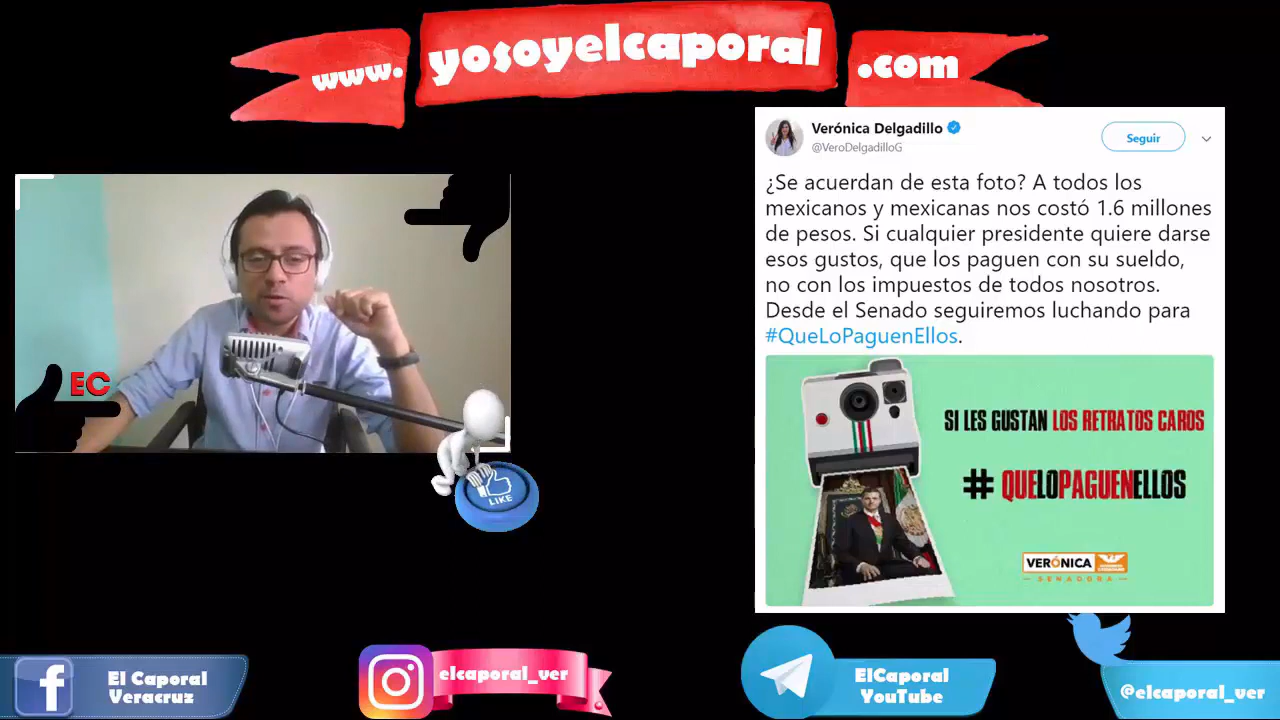 www. yosoyelcaporal .com
EC
LIKE
Verónica Delgadillo
@VeroDelgadilloG
Seguir
¿Se acuerdan de esta foto? A todos los
mexicanos y mexicanas nos costó 1.6 millones
de pesos. Si cualquier presidente quiere darse
esos gustos, que los paguen con su sueldo,
no con los impuestos de todos nosotros.
Desde el Senado seguiremos luchando para
#QueLoPaguenEllos.
SI LES GUSTAN LOS RETRATOS CAROS
# QUELOPAGUENELLOS
VERÓNICA
SENADORA
El Caporal
Veracruz
elcaporal_ver
ElCaporal
YouTube
@elcaporal_ver